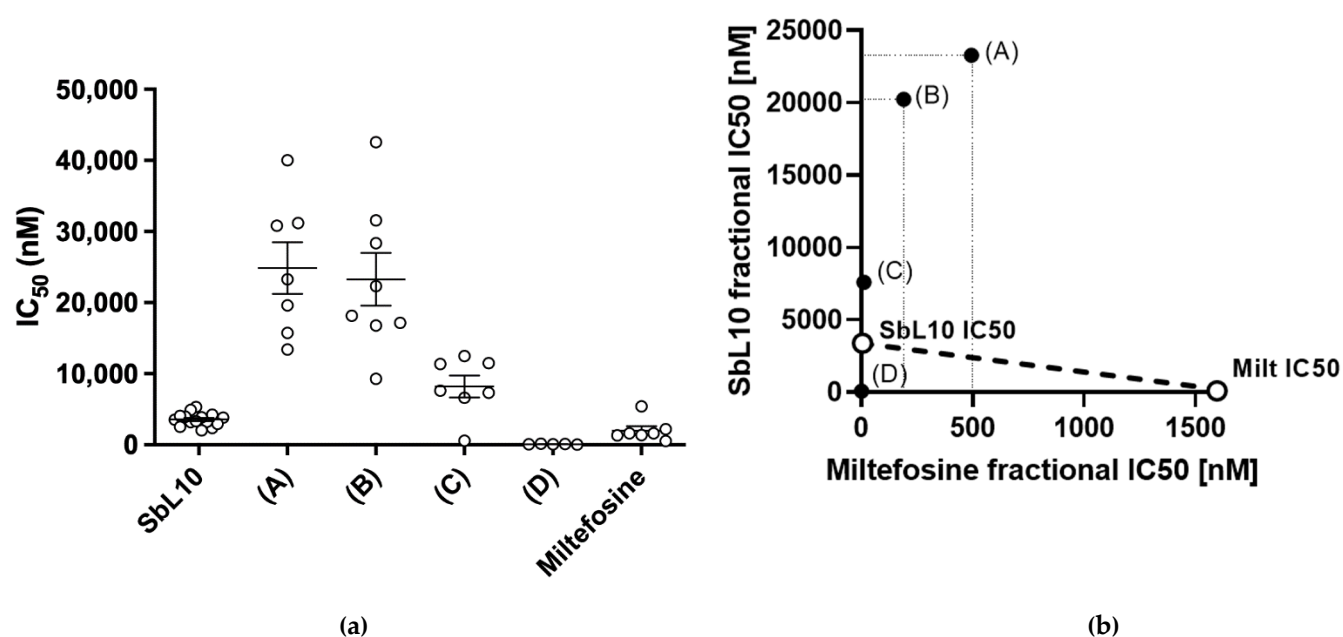 50,000
40,000
30,000
20,000
10,000
0
IC50 (nM)
SbL10
(A)
(B)
(C)
(D)
Miltefosine
(a)
25000
20000
15000
10000
5000
0
SbL10 fractional IC50 [nM]
(A)
(B)
(C)
SbL10 IC50
(D)
Milt IC50
0
500
1000
1500
Miltefosine fractional IC50 [nM]
(b)